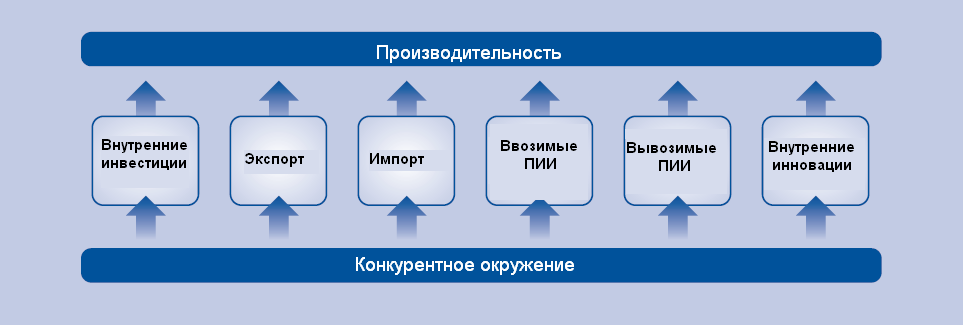 Производительность
Внутренние
инвестиции
Экспорт
Импорт
Ввозимые
ПИИ
Вывозимые
ПИИ
Внутренние
инновации
Конкурентное окружение